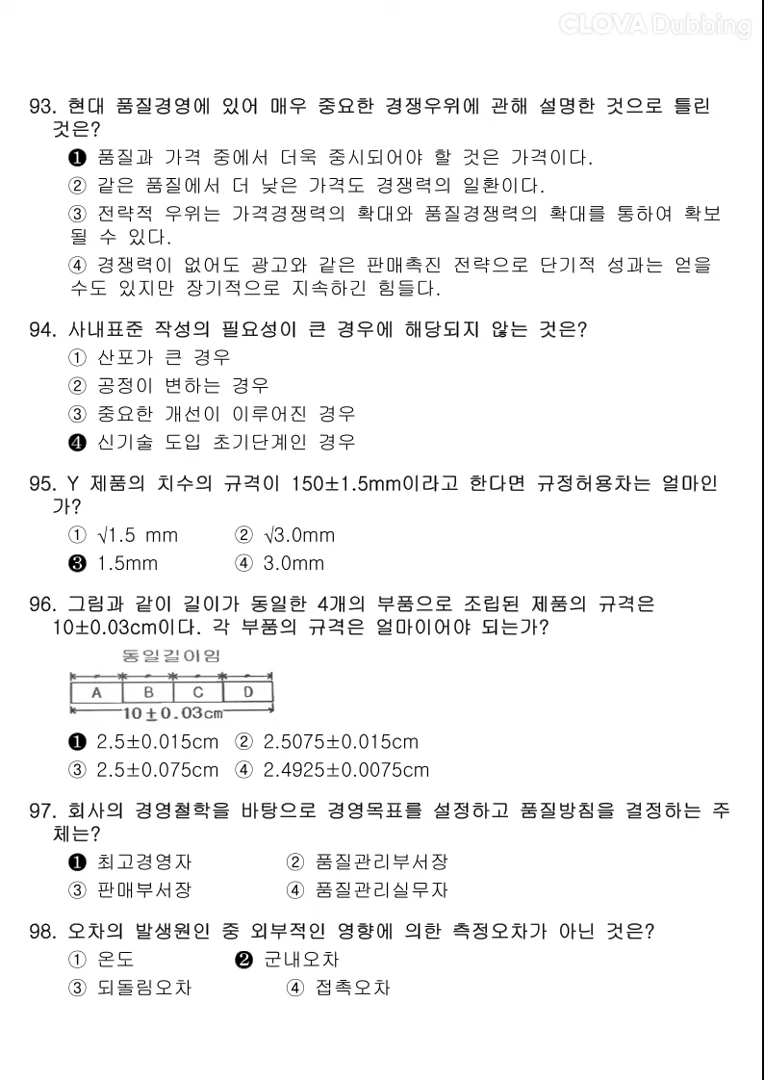 CLOVA Dubbing
93. 현대 품질경영에 있어 매우 중요한 경쟁우위에 관해 설명한 것으로 틀린
것은?
❶ 품질과 가격 중에서 더욱 중시되어야 할 것은 가격이다.
② 같은 품질에서 더 낮은 가격도 경쟁력의 일환이다.
③ 전략적 우위는 가격경쟁력의 확대와 품질경쟁력의 확대를 통하여 확보
될 수 있다.
④ 경쟁력이 없어도 광고와 같은 판매촉진 전략으로 단기적 성과는 얻을
수도 있지만 장기적으로 지속하긴 힘들다.
94. 사내표준 작성의 필요성이 큰 경우에 해당되지 않는 것은?
① 산포가 큰 경우
② 공정이 변하는 경우
③ 중요한 개선이 이루어진 경우
❹ 신기술 도입 초기단계인 경우
95. Y 제품의 치수의 규격이 150±1.5mm이라고 한다면 규정허용차는 얼마인
가?
① √1.5 mm ② √3.0mm
❸ 1.5mm ④ 3.0mm
96. 그림과 같이 길이가 동일한 4개의 부품으로 조립된 제품의 규격은
10±0.03cm이다. 각 부품의 규격은 얼마이어야 되는가?
동일길이임
A B C D
10±0.03cm
❶ 2.5±0.015cm ② 2.5075±0.015cm
③ 2.5±0.075cm ④ 2.4925±0.0075cm
97. 회사의 경영철학을 바탕으로 경영목표를 설정하고 품질방침을 결정하는 주
체는?
❶ 최고경영자 ② 품질관리부서장
③ 판매부서장 ④ 품질관리실무자
98. 오차의 발생원인 중 외부적인 영향에 의한 측정오차가 아닌 것은?
① 온도 ❷ 군내오차
③ 되돌림오차 ④ 접촉오차